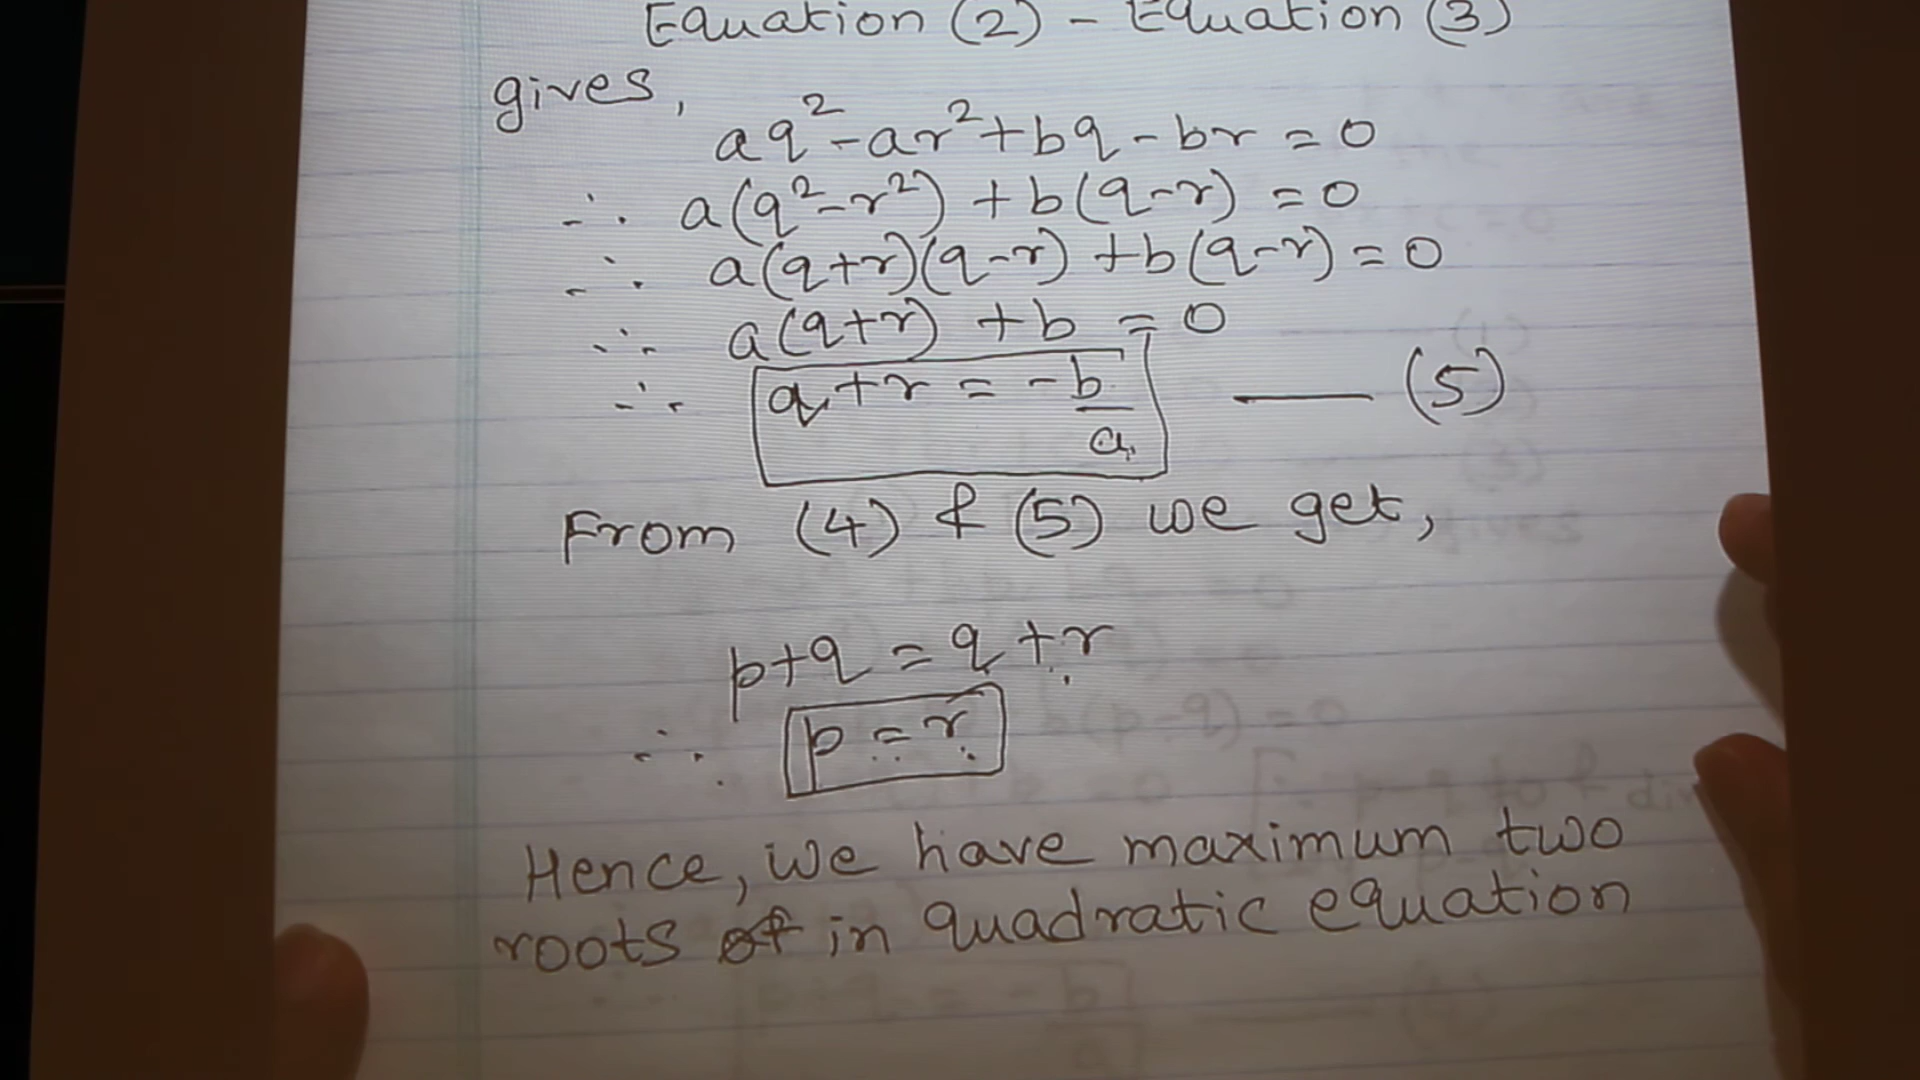 Equation (2) - Equation (3)
gives,
aq² - ar² + bq - br = 0
∴ a(q² - r²) + b(q - r) = 0
∴ a(q+r)(q-r) + b(q-r) = 0
∴ a(q+r) + b = 0
∴ q + r = -b/a —— (5)
From (4) & (5) we get,
p+q = q+r
∴ p = r
Hence, we have maximum two
roots of in quadratic equation